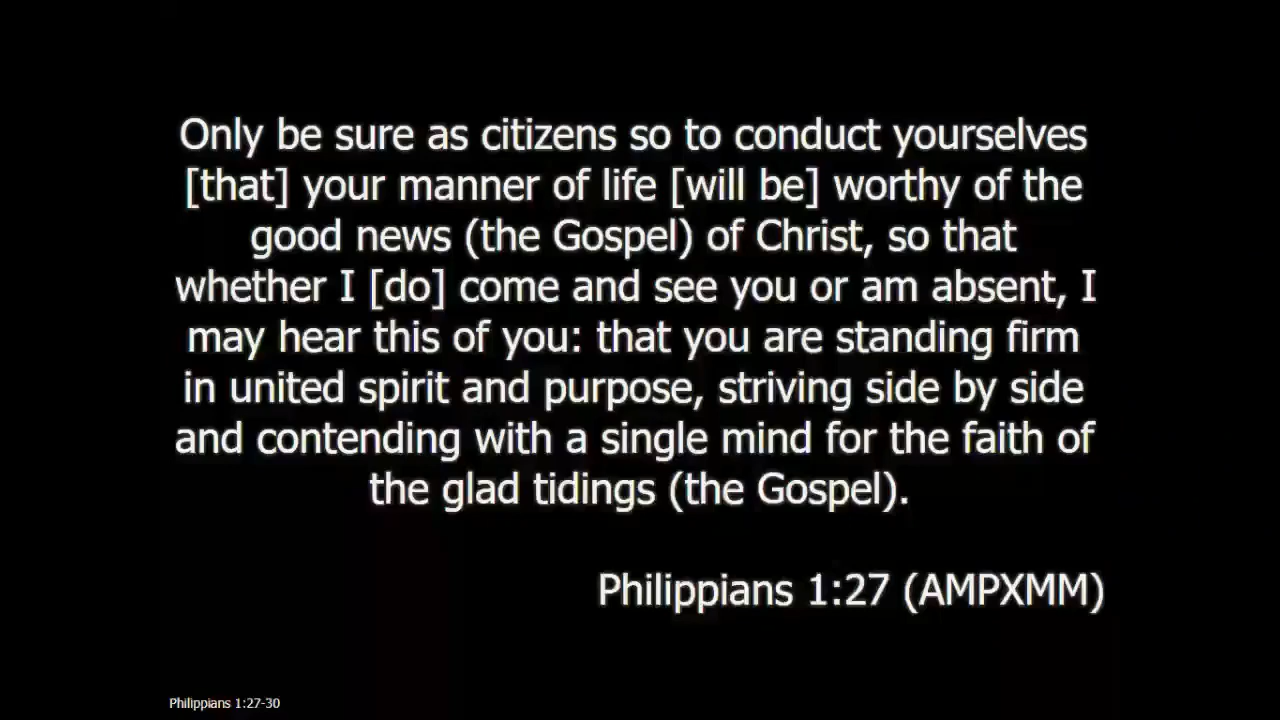 Only be sure as citizens so to conduct yourselves
[that] your manner of life [will be] worthy of the
good news (the Gospel) of Christ, so that
whether I [do] come and see you or am absent, I
may hear this of you: that you are standing firm
in united spirit and purpose, striving side by side
and contending with a single mind for the faith of
the glad tidings (the Gospel).
Philippians 1:27 (AMPXMM)
Philippians 1:27-30